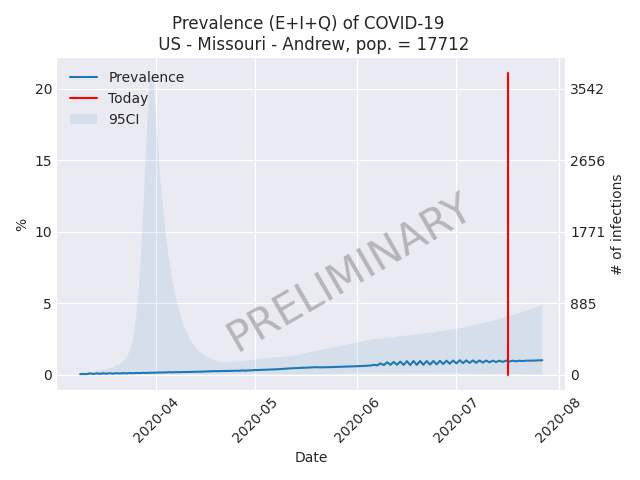 Prevalence (E+I+Q) of COVID-19
US - Missouri - Andrew, pop. = 17712
Prevalence
Today
95CI
20
15
10
5
0
%
3542
2656
1771
885
0
# of infections
PRELIMINARY
2020-04
2020-05
2020-06
2020-07
2020-08
Date